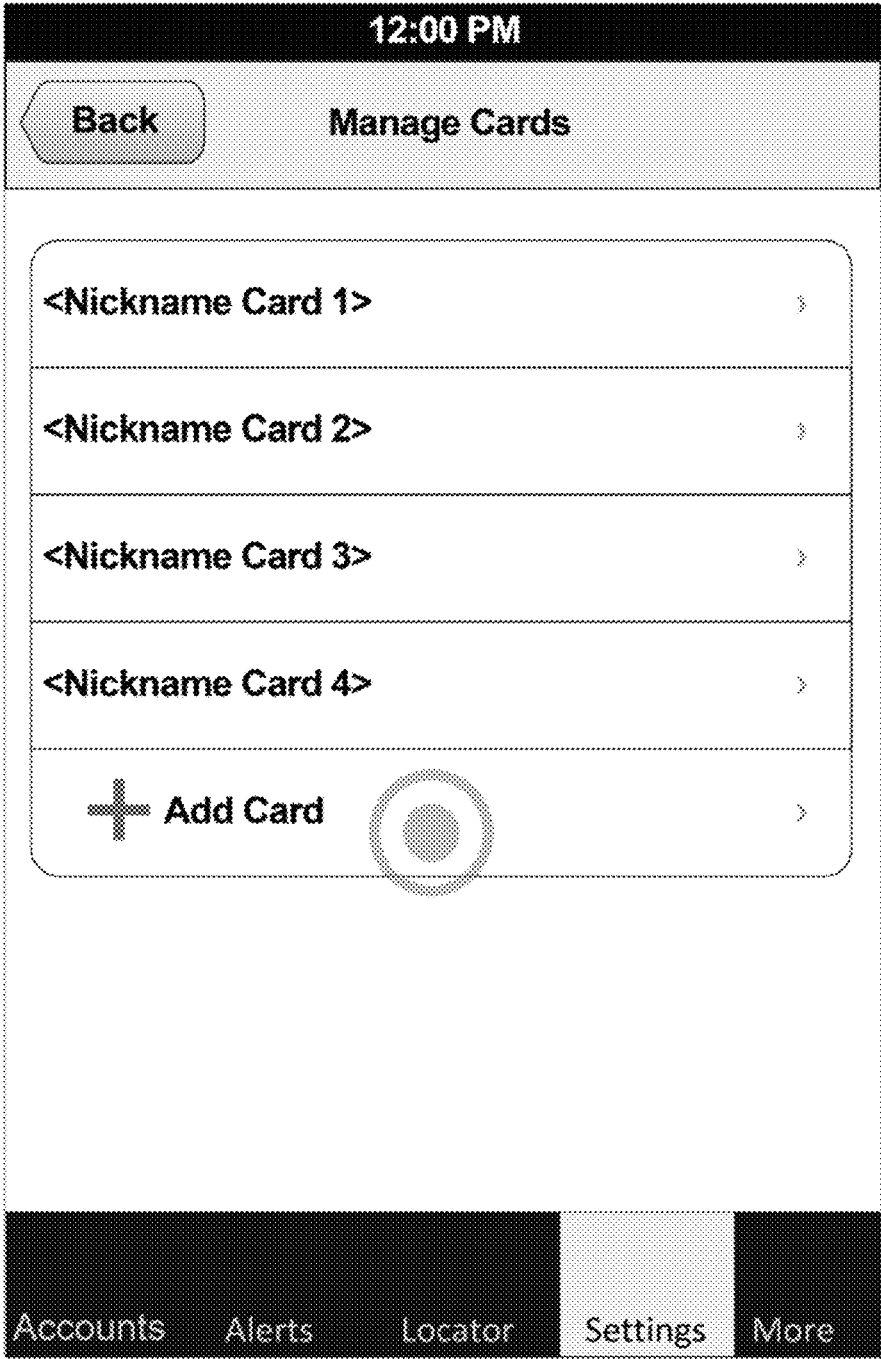 12:00 PM
Back Manage Cards
<Nickname Card 1>
<Nickname Card 2>
<Nickname Card 3>
<Nickname Card 4>
Add Card
Accounts Alerts Locator Settings More